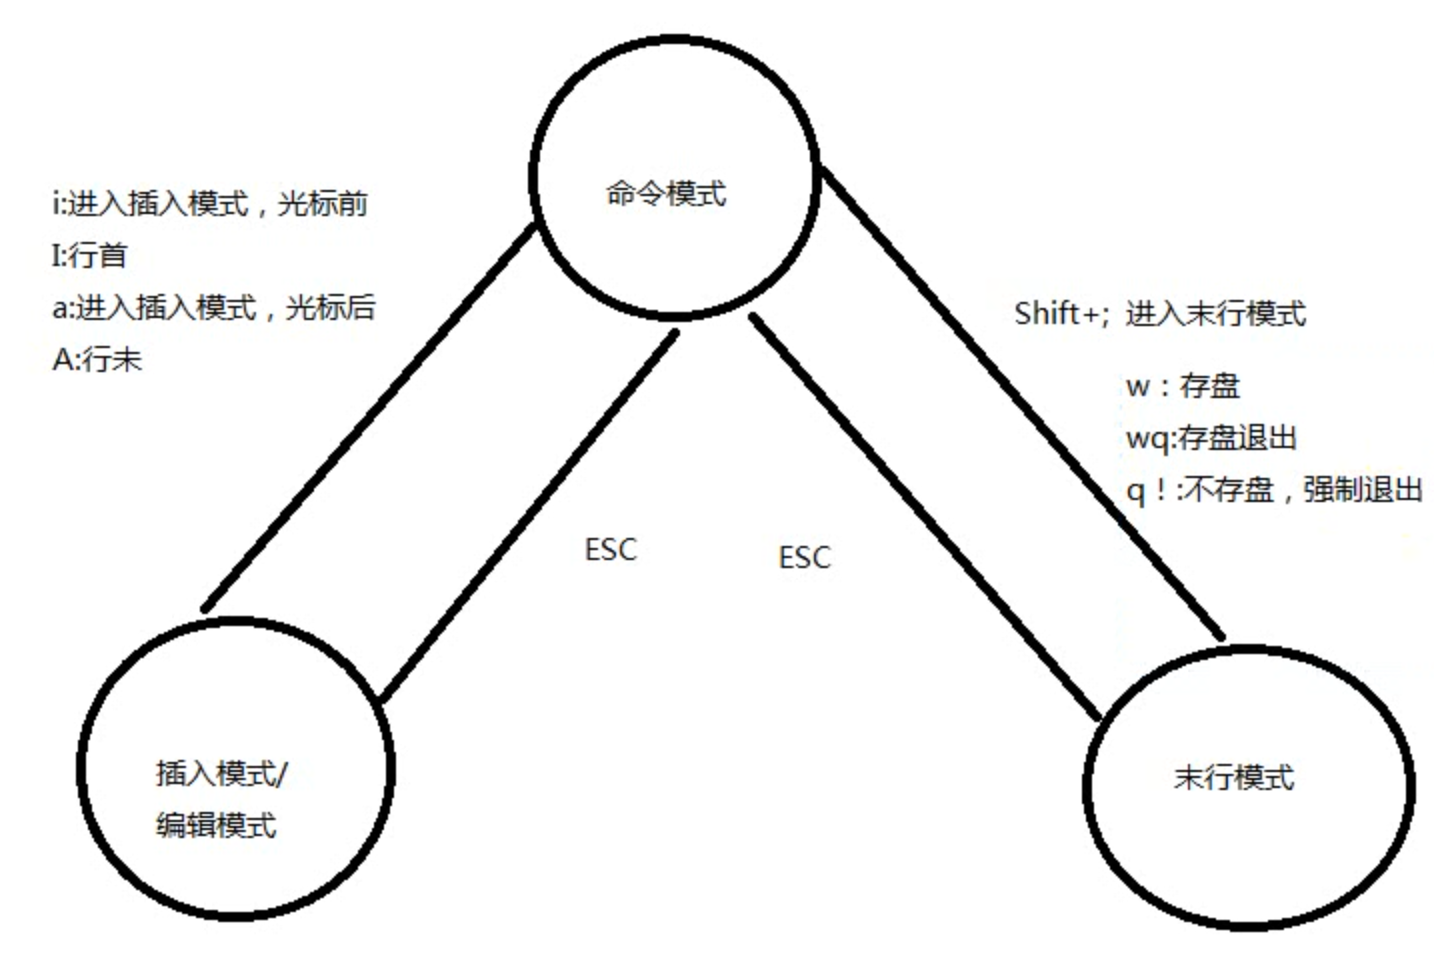 命令模式
i:进入插入模式，光标前
I:行首
a:进入插入模式，光标后
A:行未
Shift+; 进入末行模式
w：存盘
wq:存盘退出
q！:不存盘，强制退出
ESC
ESC
插入模式/
编辑模式
末行模式